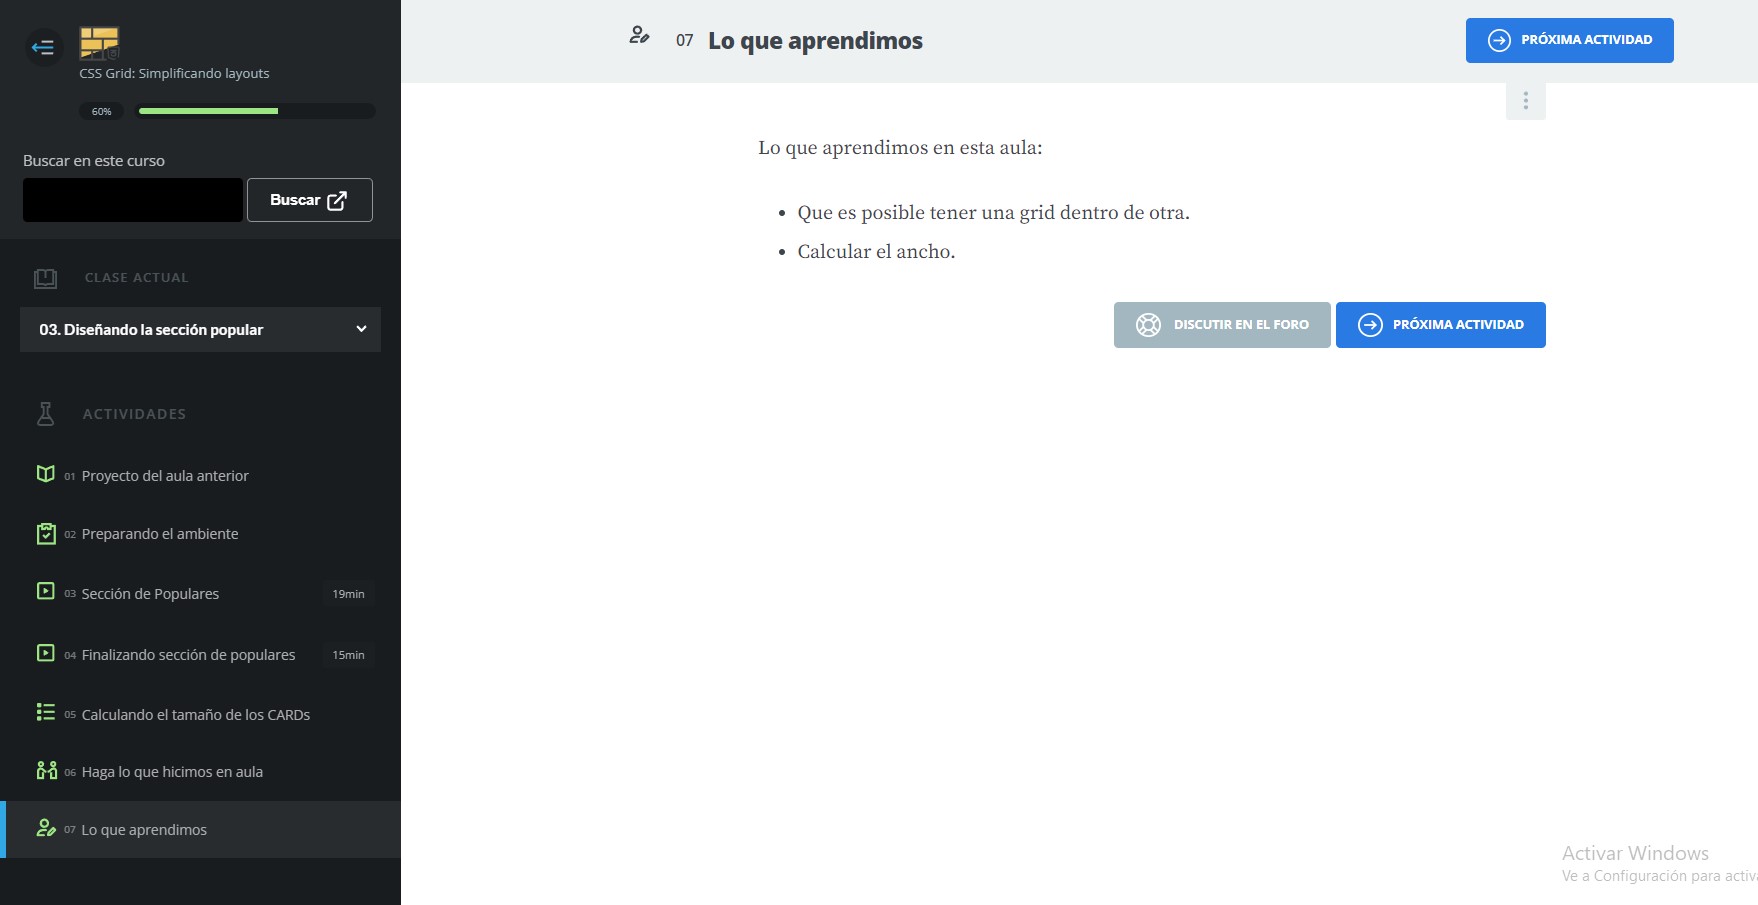 CSS Grid: Simplificando layouts
60%
Buscar en este curso
Buscar
CLASE ACTUAL
03. Diseñando la sección popular
ACTIVIDADES
01 Proyecto del aula anterior
02 Preparando el ambiente
03 Sección de Populares 19min
04 Finalizando sección de populares 15min
05 Calculando el tamaño de los CARDs
06 Haga lo que hicimos en aula
07 Lo que aprendimos
07 Lo que aprendimos
PRÓXIMA ACTIVIDAD
Lo que aprendimos en esta aula:
• Que es posible tener una grid dentro de otra.
• Calcular el ancho.
DISCUTIR EN EL FORO
PRÓXIMA ACTIVIDAD
Activar Windows
Ve a Configuración para